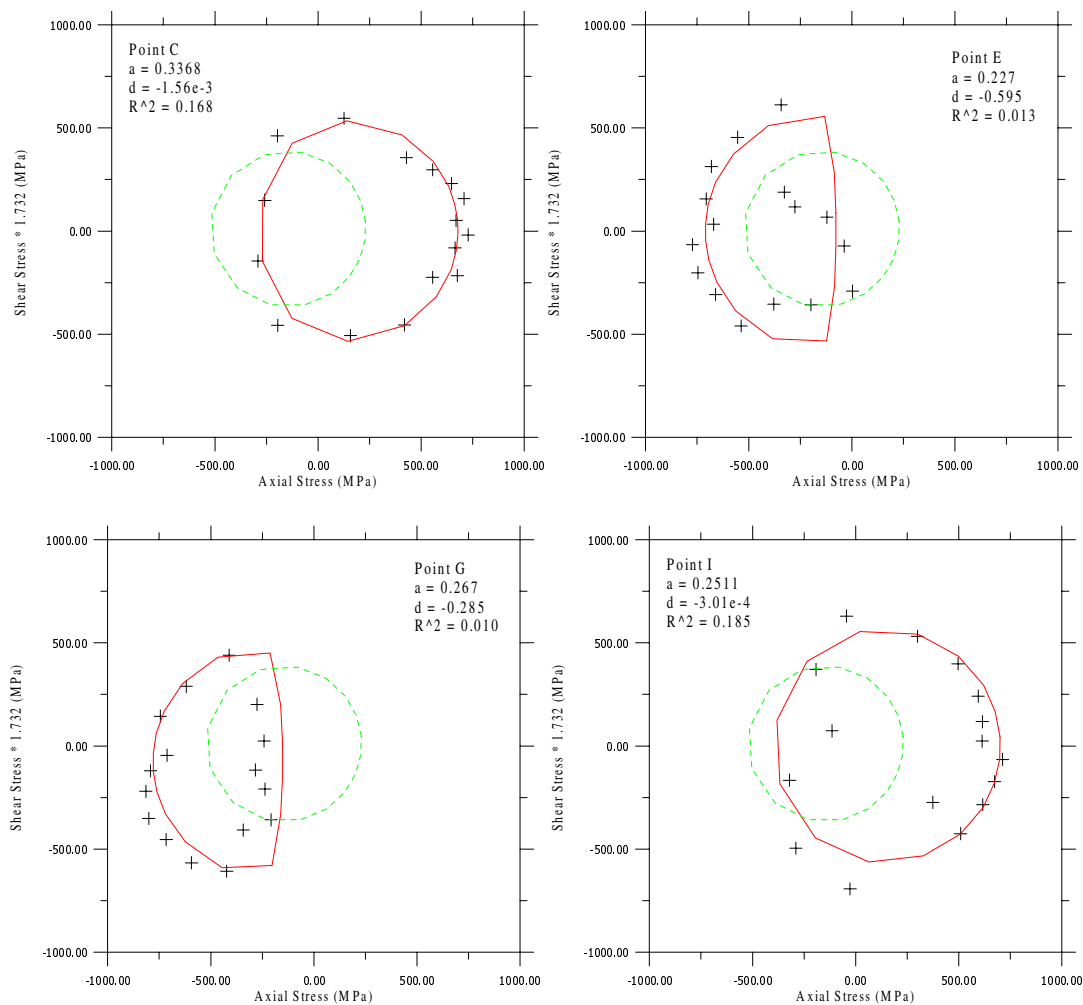 1000.00
Point C
a = 0.3368
d = -1.56e-3
R^2 = 0.168
500.00
0.00
-500.00
-1000.00
Shear Stress * 1.732 (MPa)
-1000.00 -500.00 0.00 500.00 1000.00
Axial Stress (MPa)
1000.00
Point E
a = 0.227
d = -0.595
R^2 = 0.013
500.00
0.00
-500.00
-1000.00
Shear Stress * 1.732 (MPa)
-1000.00 -500.00 0.00 500.00 1000.00
Axial Stress (MPa)
1000.00
Point G
a = 0.267
d = -0.285
R^2 = 0.010
500.00
0.00
-500.00
-1000.00
Shear Stress * 1.732 (MPa)
-1000.00 -500.00 0.00 500.00 1000.00
Axial Stress (MPa)
1000.00
Point I
a = 0.2511
d = -3.01e-4
R^2 = 0.185
500.00
0.00
-500.00
-1000.00
Shear Stress * 1.732 (MPa)
-1000.00 -500.00 0.00 500.00 1000.00
Axial Stress (MPa)